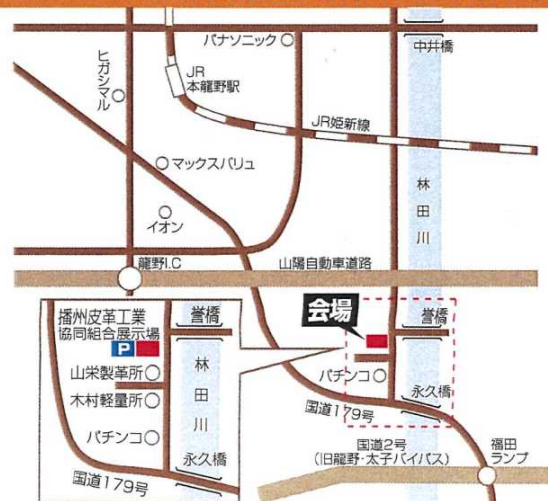 パナソニック
中井橋
JR
本龍野駅
ヒガシマル
JR姫新線
マックスバリュ
林田川
イオン
龍野I.C
山陽自動車道路
会場
誉橋
播州皮革工業
協同組合展示場
P
誉橋
山栄製革所
林田川
木村軽量所
パチンコ
永久橋
国道179号
パチンコ
永久橋
国道179号
国道2号
(旧龍野・太子バイパス)
福田
ランプ